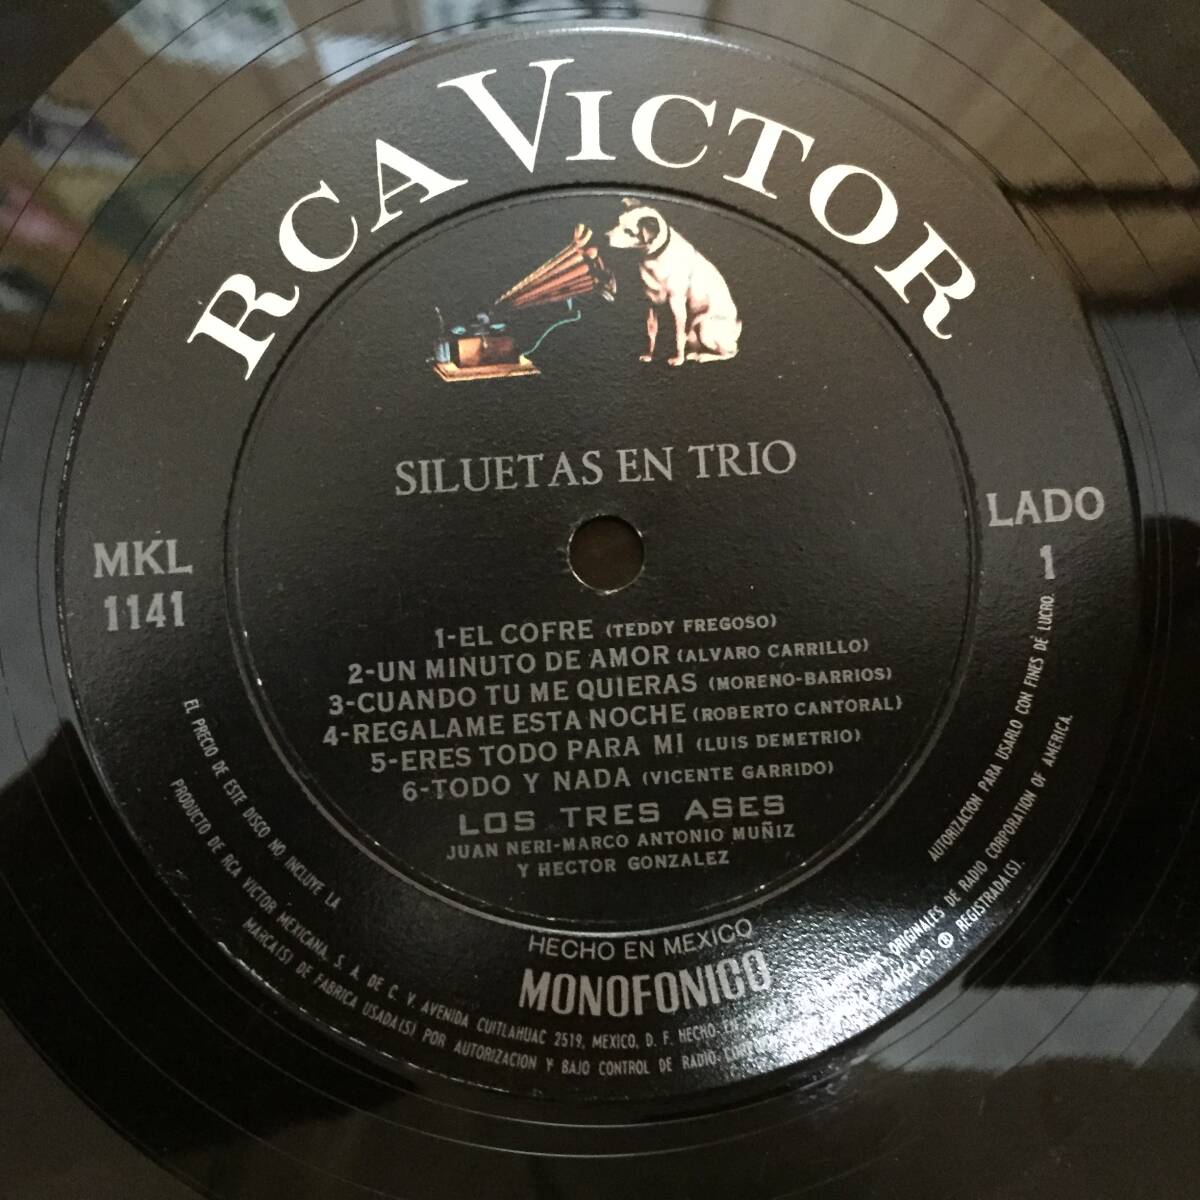 RCA VICTOR
SILUETAS EN TRIO
MKL
1141
LADO
1
1-EL COFRE (TEDDY FREGOSO)
2-UN MINUTO DE AMOR (ALVARO CARRILLO)
3-CUANDO TU ME QUIERAS (MORENO-BARRIOS)
4-REGALAME ESTA NOCHE (ROBERTO CANTORAL)
5-ERES TODO PARA MI (LUIS DEMETRIO)
6-TODO Y NADA (VICENTE GARRIDO)
LOS TRES ASES
JUAN NERI-MARCO ANTONIO MUÑIZ
Y HECTOR GONZALEZ
HECHO EN MEXICO
MONOFONICO
EL PRECIO DE ESTE DISCO NO INCLUYE LA
AUTORIZACION PARA USARLO CON FINES DE LUCRO.
PRODUCTO DE RCA VICTOR MEXICANA, S. A. DE C. V. AVENIDA CUITLAHUAC 2519, MEXICO, D. F. HECHO ORIGINALES DE RADIO CORPORATION OF AMERICA.
MARCA(S) DE FABRICA USADA(S) POR AUTORIZACION Y BAJO CONTROL DE RADIO MARCA(S) ® REGISTRADA(S).